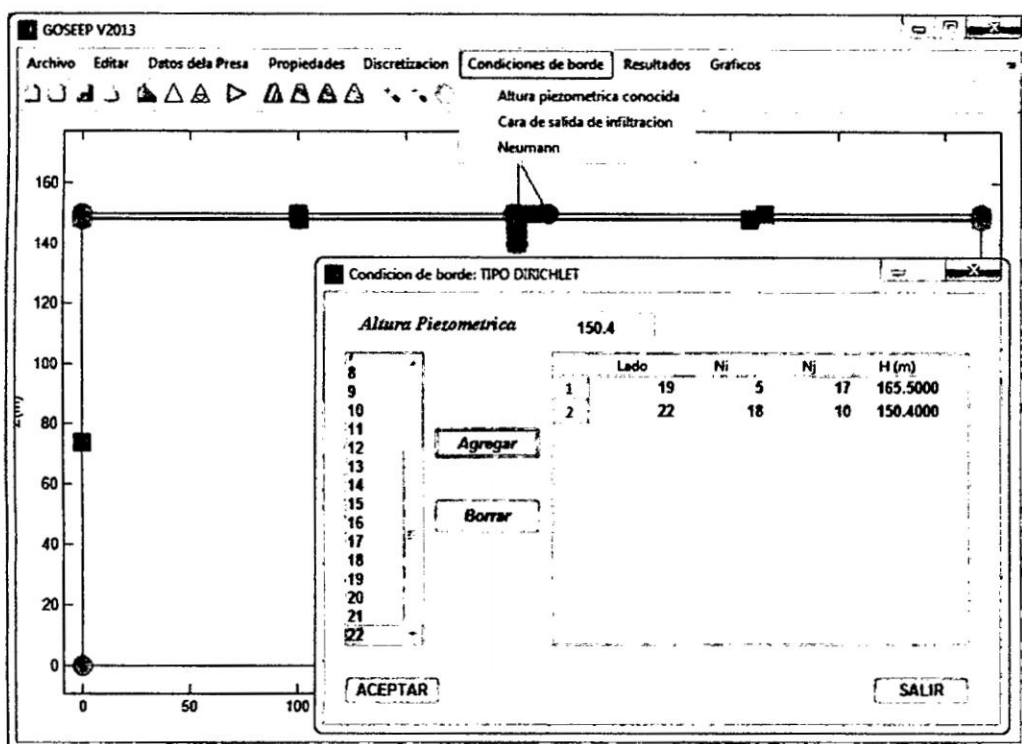 GOSEEP V2013
Archivo Editar Datos dela Presa Propiedades Discretizacion Condiciones de borde Resultados Graficos
Altura piezometrica conocida
Cara de salida de infiltracion
Neumann
160
140
120
100
80
60
40
20
0
0 50 100
z(m)
Condicion de borde: TIPO DIRICHLET
Altura Piezometrica 150.4
7
8
9
10
11
12
13
14
15
16
17
18
19
20
21
22
Agregar
Borrar
Lado Ni Nj H (m)
1 19 5 17 165.5000
2 22 18 10 150.4000
ACEPTAR SALIR